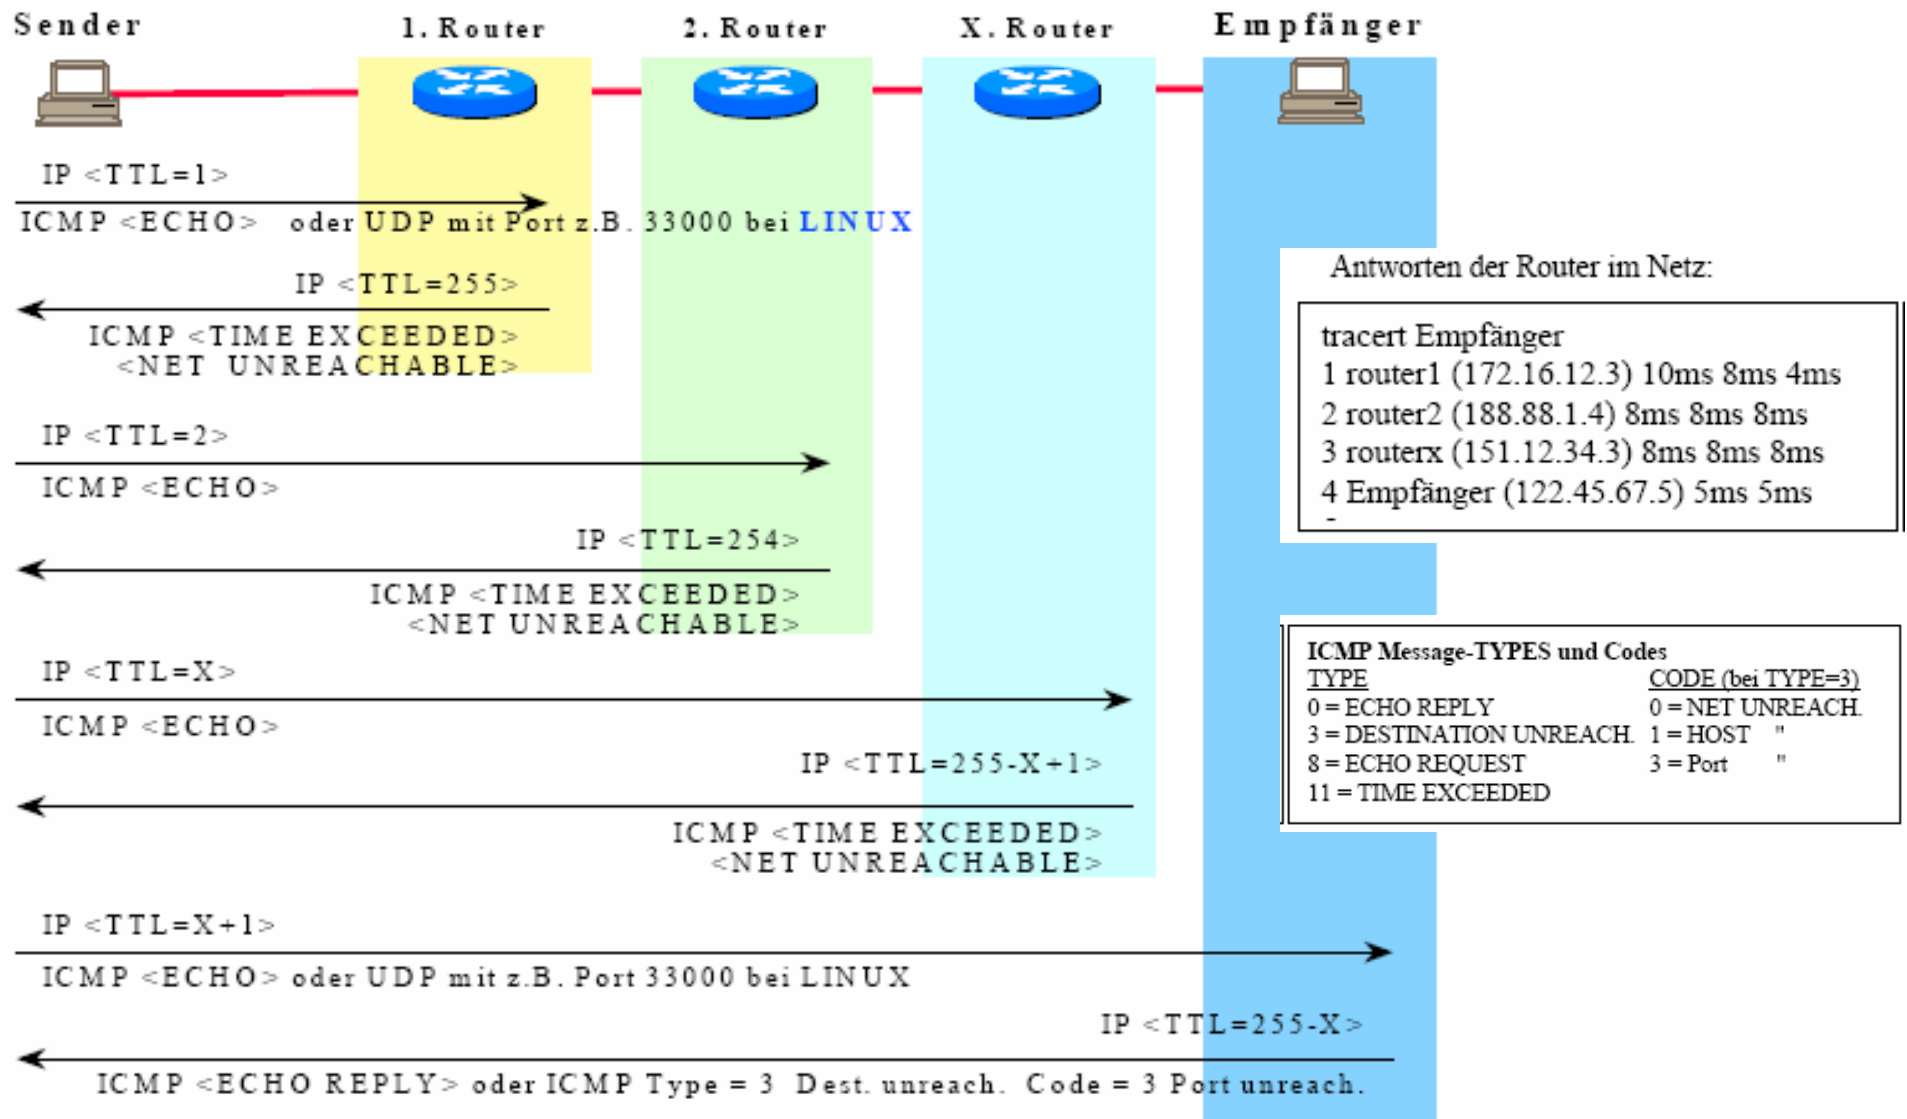 Sender
1. Router
2. Router
X. Router
Empfänger
IP <TTL=1>
ICMP <ECHO> oder UDP mit Port z.B. 33000 bei LINUX
IP <TTL=255>
ICMP <TIME EXCEEDED>
<NET UNREACHABLE>
IP <TTL=2>
ICMP <ECHO>
IP <TTL=254>
ICMP <TIME EXCEEDED>
<NET UNREACHABLE>
IP <TTL=X>
ICMP <ECHO>
IP <TTL=255-X+1>
ICMP <TIME EXCEEDED>
<NET UNREACHABLE>
IP <TTL=X+1>
ICMP <ECHO> oder UDP mit z.B. Port 33000 bei LINUX
IP <TTL=255-X>
ICMP <ECHO REPLY> oder ICMP Type = 3 Dest. unreach. Code = 3 Port unreach.
Antworten der Router im Netz:
tracert Empfänger
1 router1 (172.16.12.3) 10ms 8ms 4ms
2 router2 (188.88.1.4) 8ms 8ms 8ms
3 routerx (151.12.34.3) 8ms 8ms 8ms
4 Empfänger (122.45.67.5) 5ms 5ms
ICMP Message-TYPES und Codes
TYPE CODE (bei TYPE=3)
0 = ECHO REPLY 0 = NET UNREACH.
3 = DESTINATION UNREACH. 1 = HOST "
8 = ECHO REQUEST 3 = Port "
11 = TIME EXCEEDED